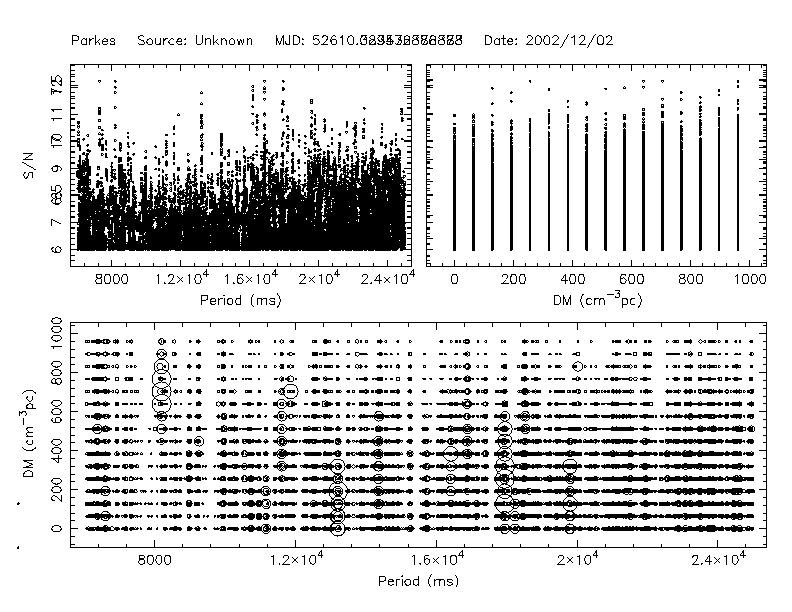 Parkes Source: Unknown MJD: 52610. Date: 2002/12/02
S/N
11
9
7
6
8000 1.2×10⁴ 1.6×10⁴ 2×10⁴ 2.4×10⁴
Period (ms)
0 200 400 600 800 1000
DM (cm⁻³pc)
DM (cm⁻³pc)
1000
800
600
400
200
0
8000 1.2×10⁴ 1.6×10⁴ 2×10⁴ 2.4×10⁴
Period (ms)